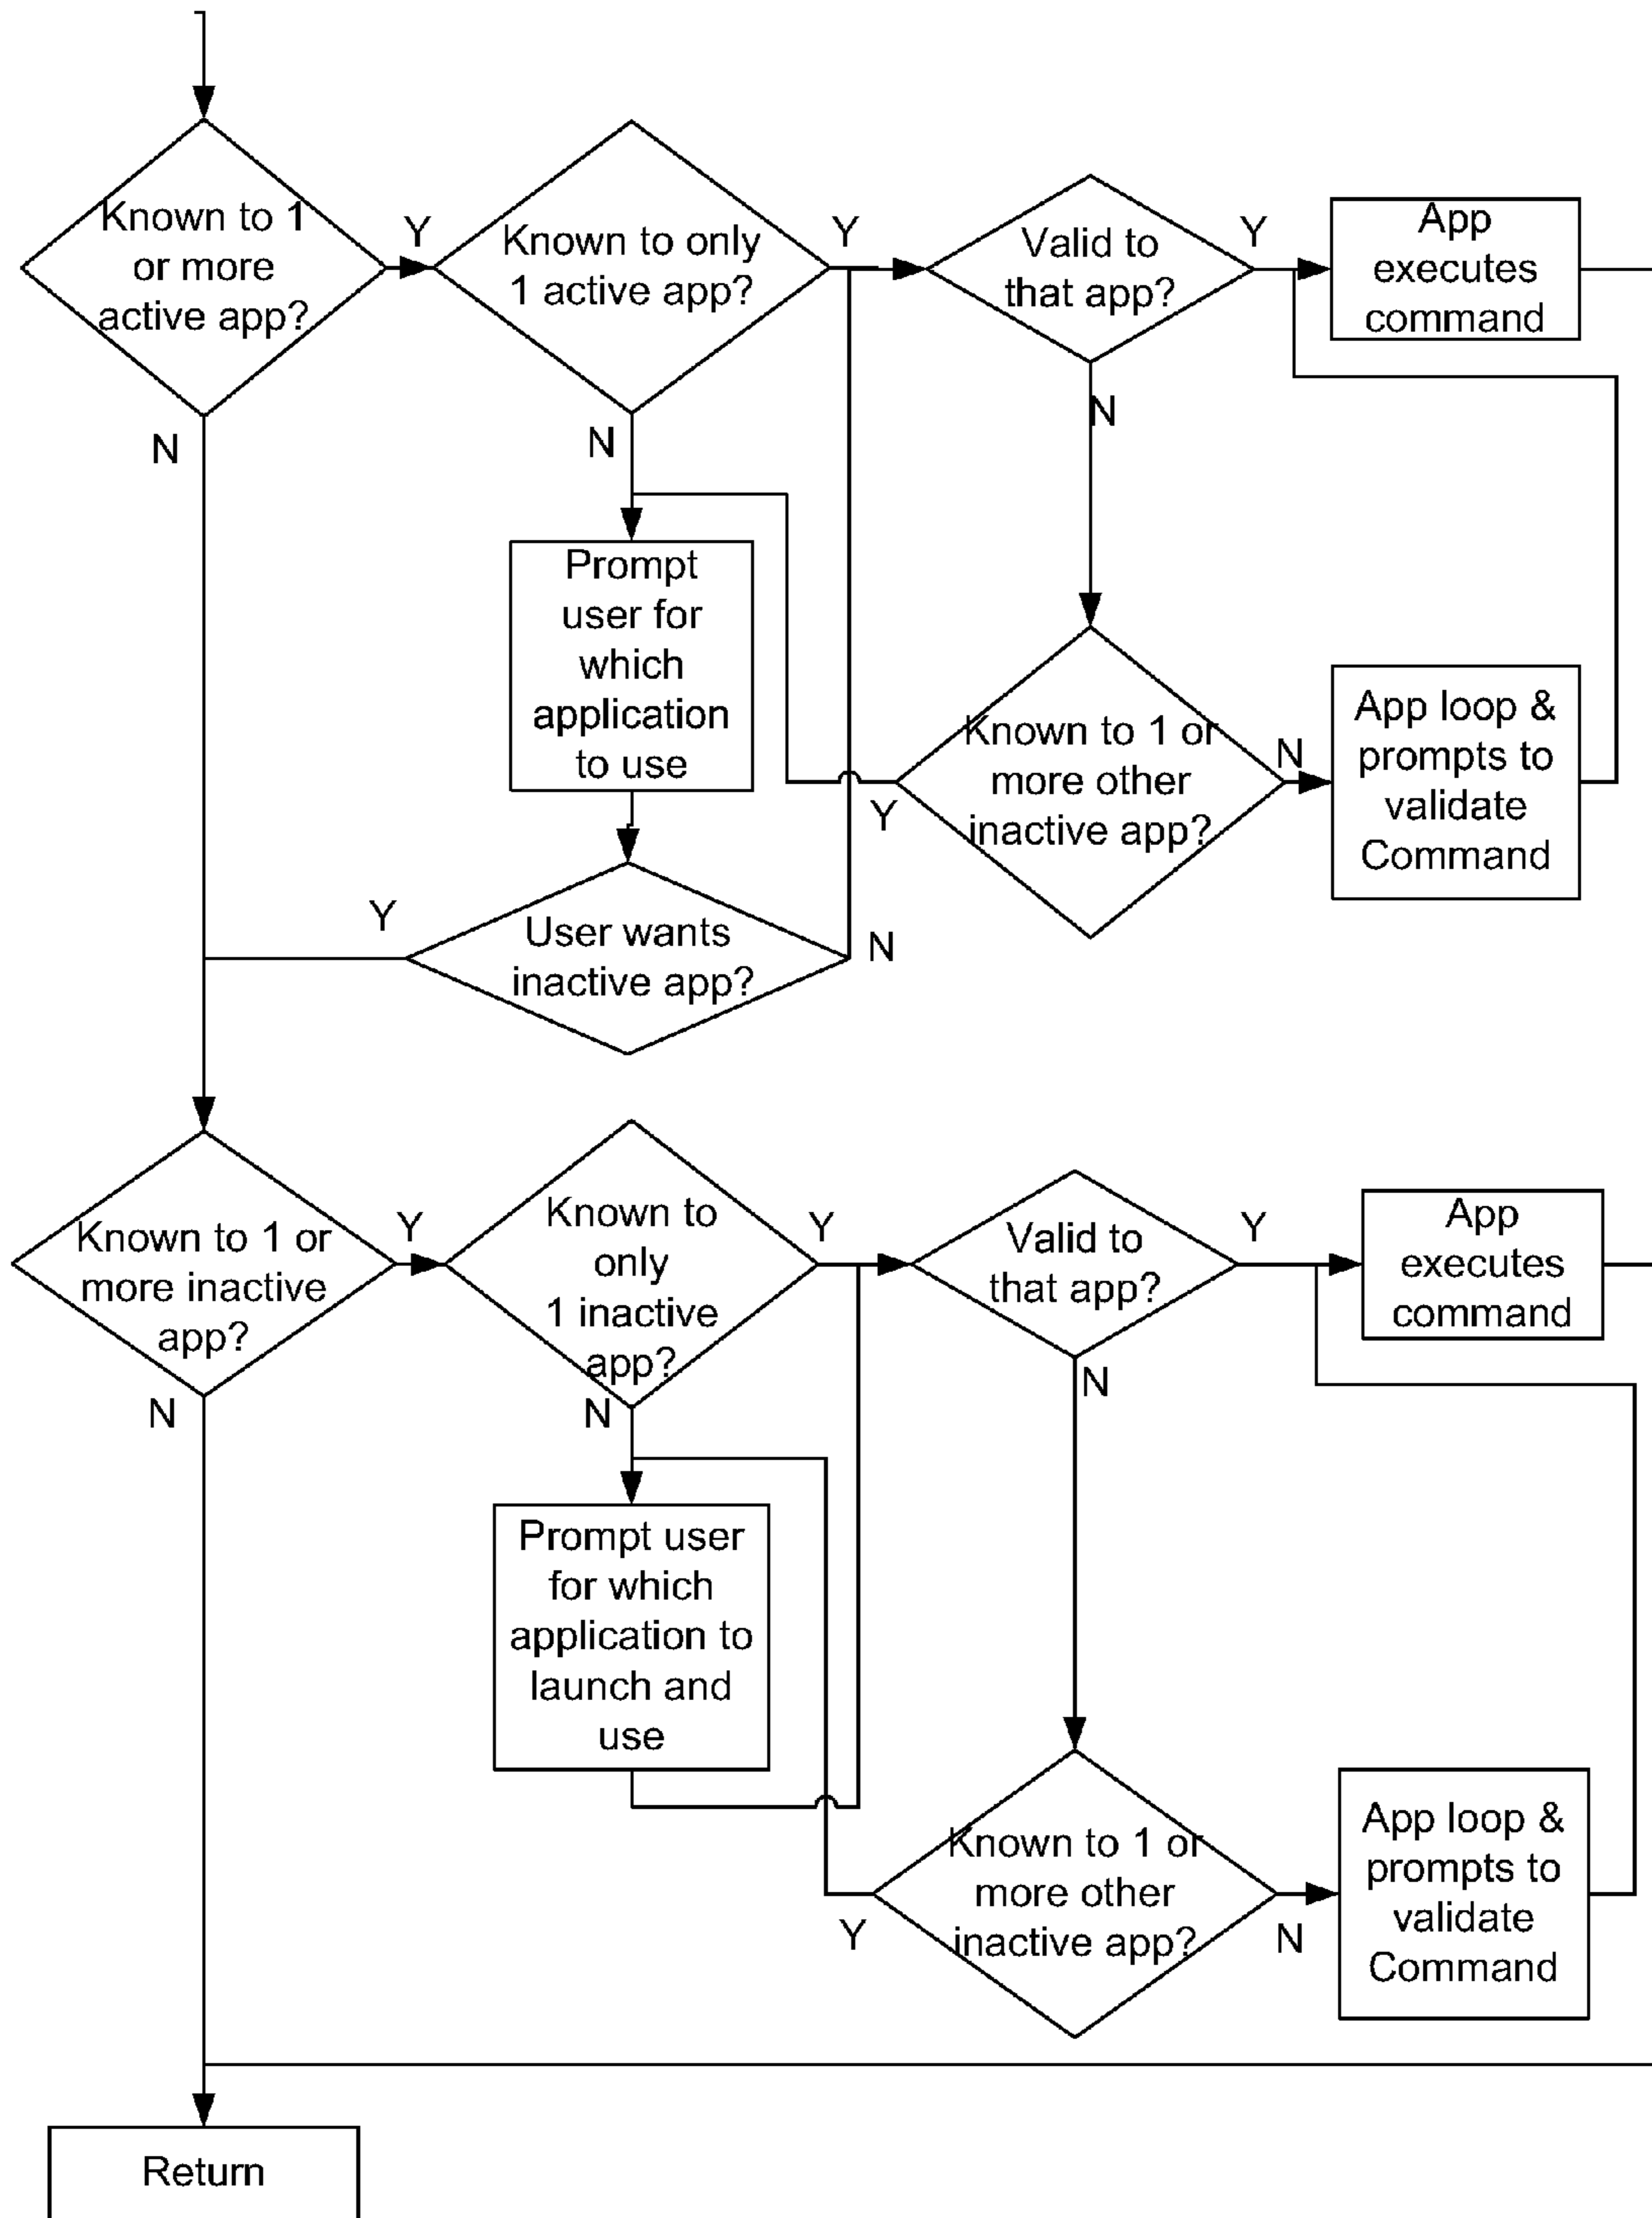 Known to 1
or more
active app?
Y
N
Known to only
1 active app?
Y
N
Valid to
that app?
Y
N
App
executes
command
Prompt
user for
which
application
to use
Known to 1 or
more other
inactive app?
N
Y
App loop &
prompts to
validate
Command
User wants
inactive app?
Y
N
Known to 1 or
more inactive
app?
Y
N
Known to
only
1 inactive
app?
Y
N
Valid to
that app?
Y
N
App
executes
command
Prompt user
for which
application to
launch and
use
Known to 1 or
more other
inactive app?
Y
N
App loop &
prompts to
validate
Command
Return